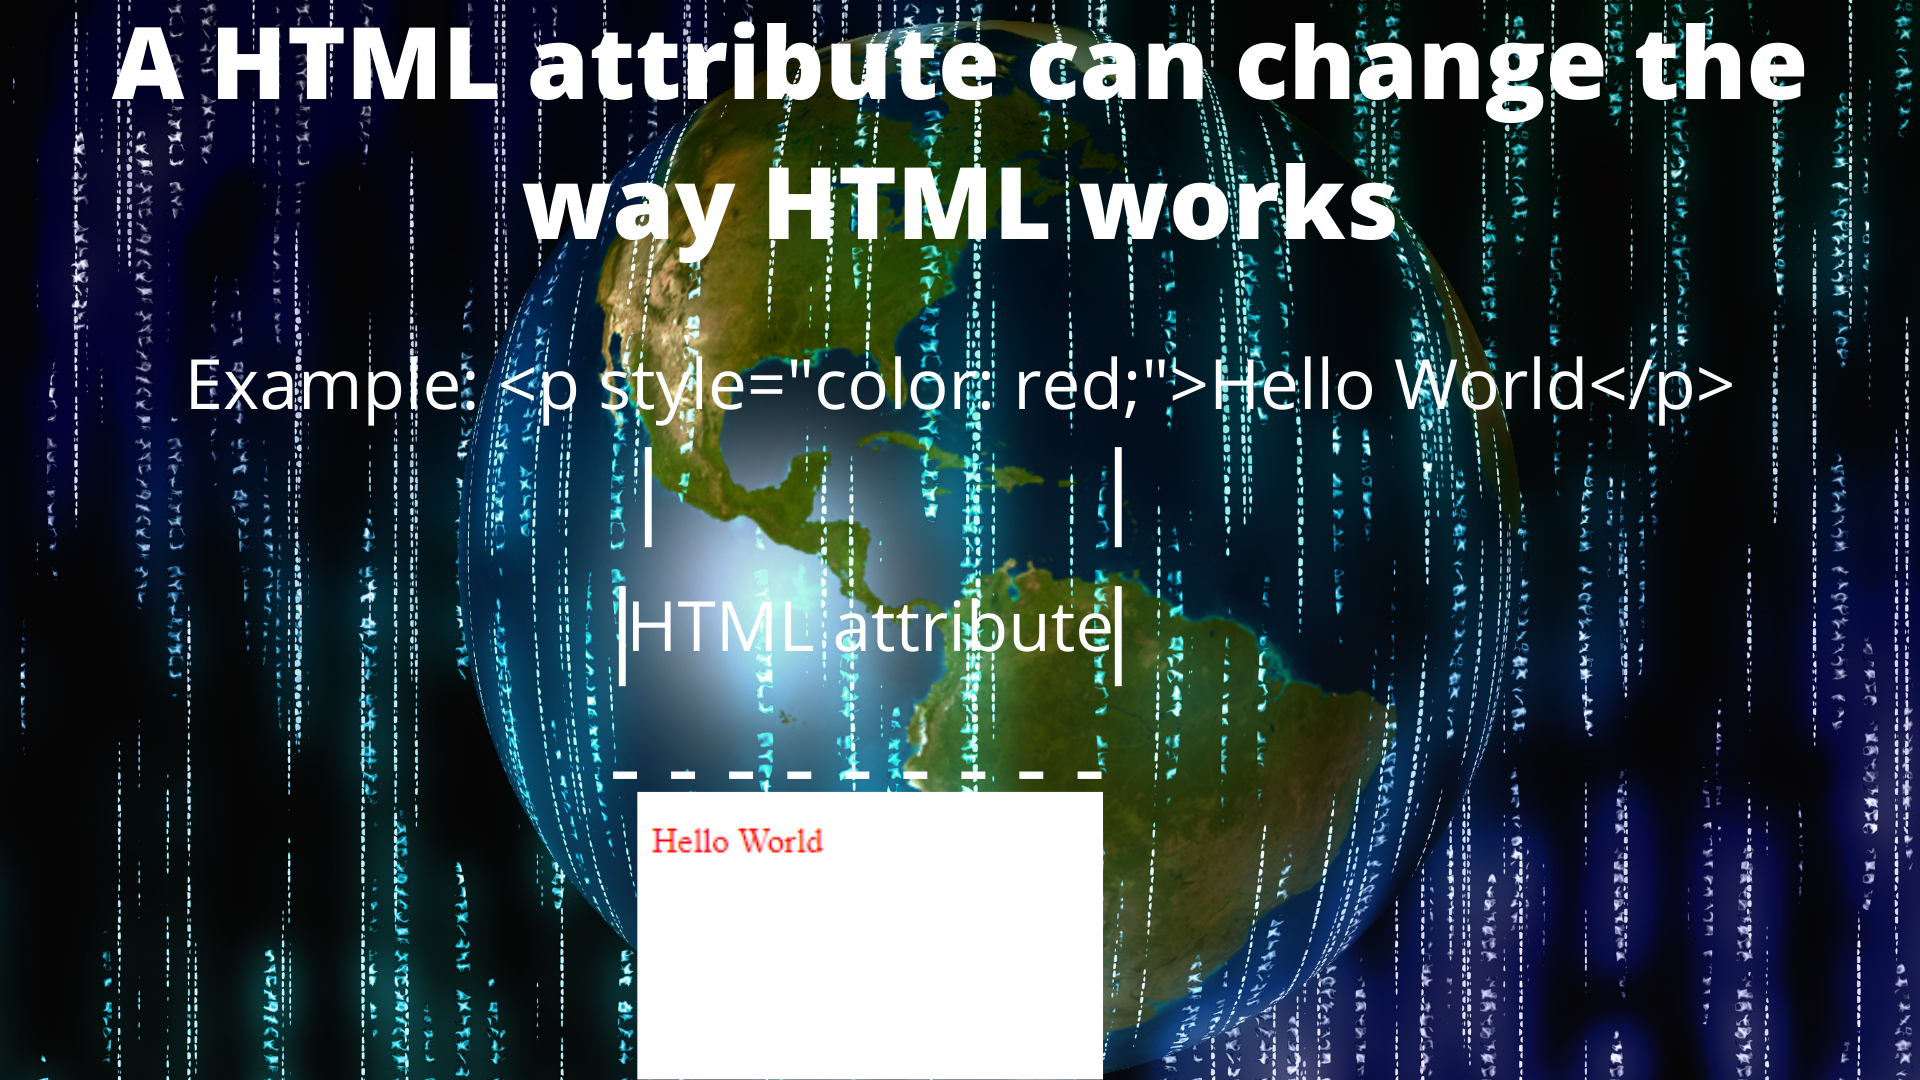 A HTML attribute can change the
way HTML works
Example: <p style="color: red;">Hello World</p>
| |
|HTML attribute|
- - - - - - - - -
Hello World